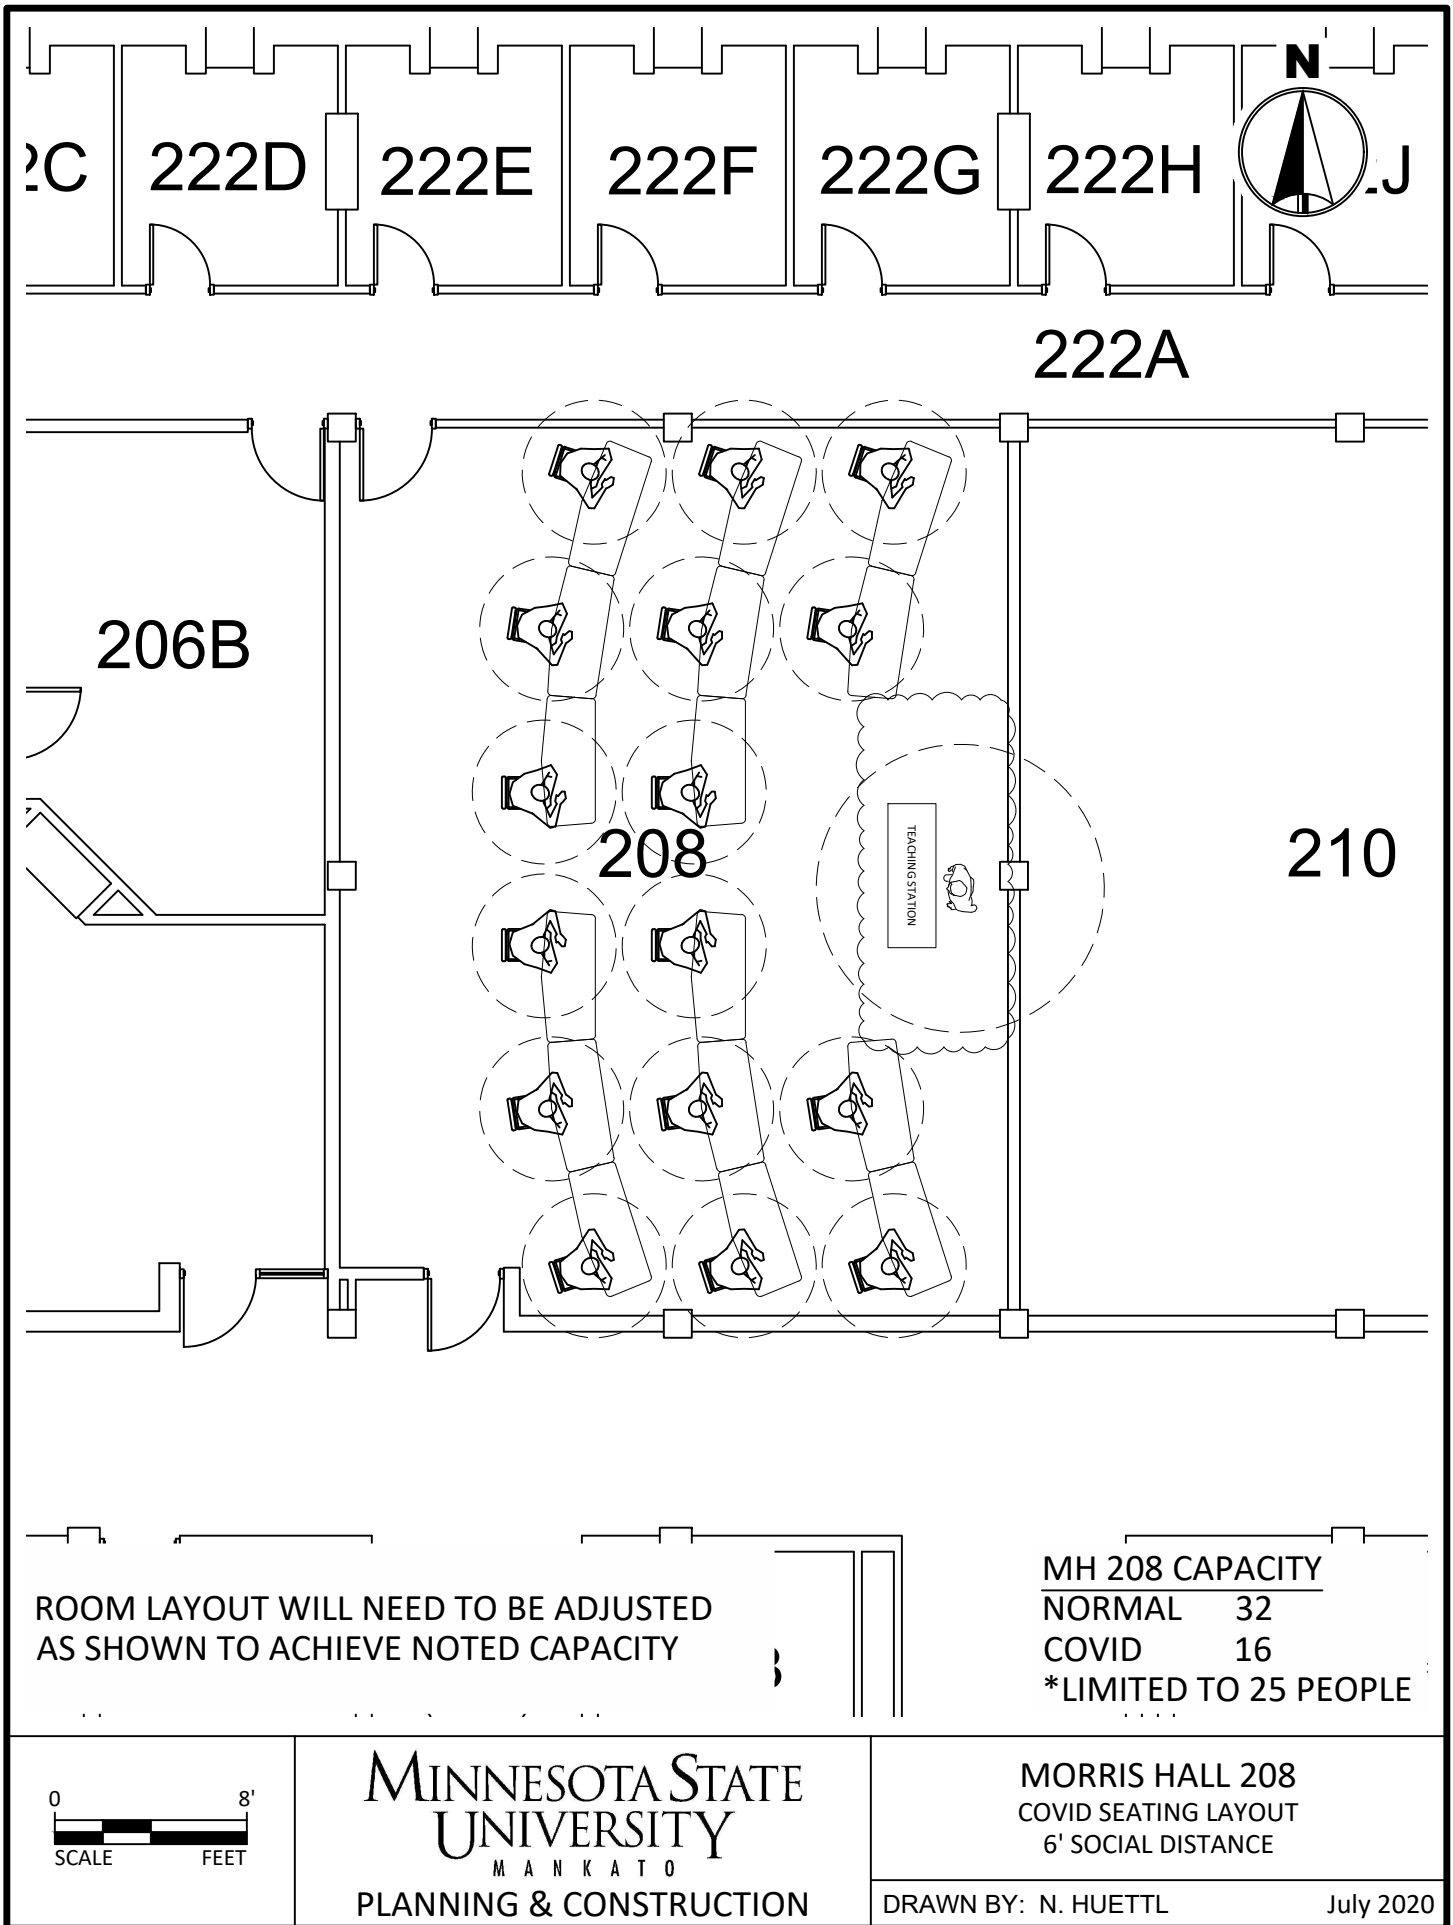 N
2C
222D
222E
222F
222G
222H
J
222A
206B
208
TEACHING STATION
210
ROOM LAYOUT WILL NEED TO BE ADJUSTED
AS SHOWN TO ACHIEVE NOTED CAPACITY
MH 208 CAPACITY
NORMAL 32
COVID 16
*LIMITED TO 25 PEOPLE
0 8'
SCALE FEET
MINNESOTA STATE
UNIVERSITY
MANKATO
PLANNING & CONSTRUCTION
MORRIS HALL 208
COVID SEATING LAYOUT
6' SOCIAL DISTANCE
DRAWN BY: N. HUETTL July 2020